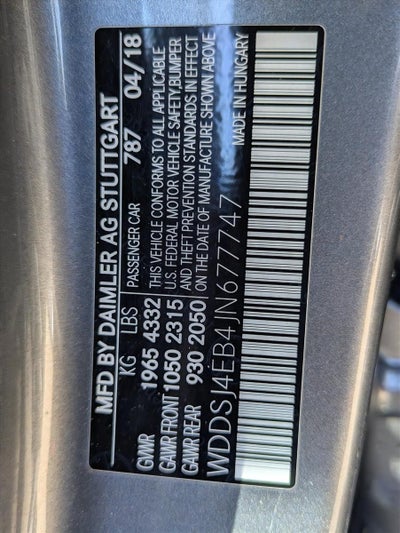 MFD BY DAIMLER AG STUTTGART
KG LBS PASSENGER CAR 787 04/18
GVWR 1965 4332 THIS VEHICLE CONFORMS TO ALL APPLICABLE
GAWR FRONT 1050 2315 U.S. FEDERAL MOTOR VEHICLE SAFETY, BUMPER
GAWR REAR 930 2050 AND THEFT PREVENTION STANDARDS IN EFFECT
ON THE DATE OF MANUFACTURE SHOWN ABOVE
WDDSJ4EB4JN677747 MADE IN HUNGARY